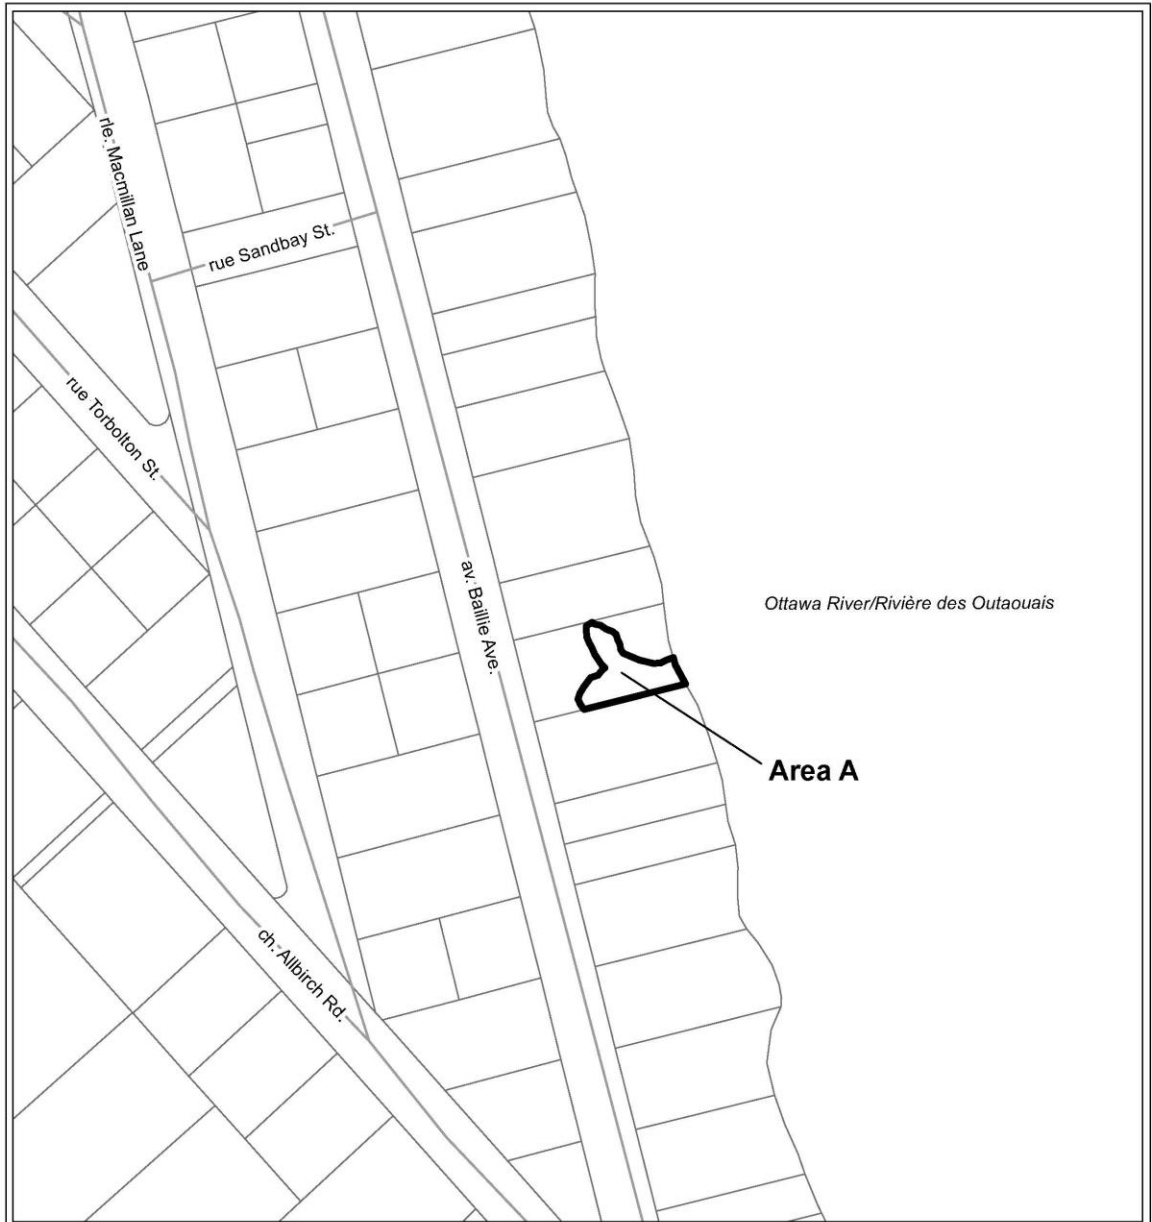 rle. Macmillan Lane
rue Sandbay St.
rue Torbolton St.
av. Baillie Ave.
Ottawa River/Rivière des Outaouais
Area A
ch. Allbirch Rd.